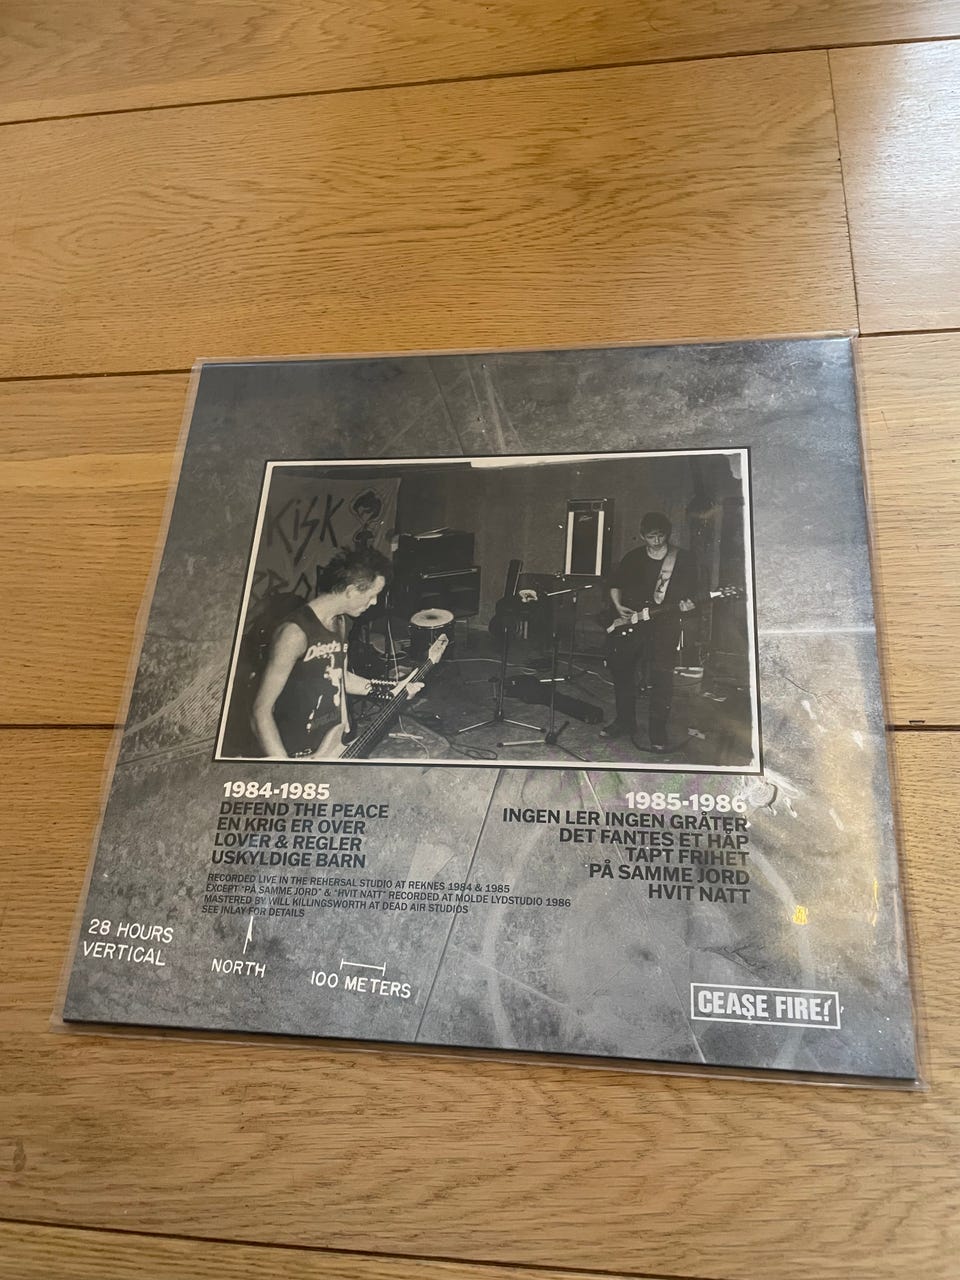 KiSK
1984-1985
DEFEND THE PEACE
EN KRIG ER OVER
LOVER & REGLER
USKYLDIGE BARN
1985-1986
INGEN LER INGEN GRÅTER
DET FANTES ET HÅP
TAPT FRIHET
PÅ SAMME JORD
HVIT NATT
RECORDED LIVE IN THE REHERSAL STUDIO AT REKNES 1984 & 1985
EXCEPT "PÅ SAMME JORD" & "HVIT NATT" RECORDED AT MOLDE LYDSTUDIO 1986
MASTERED BY WILL KILLINGSWORTH AT DEAD AIR STUDIOS
SEE INLAY FOR DETAILS
28 HOURS
VERTICAL
NORTH
100 METERS
CEASE FIRE!